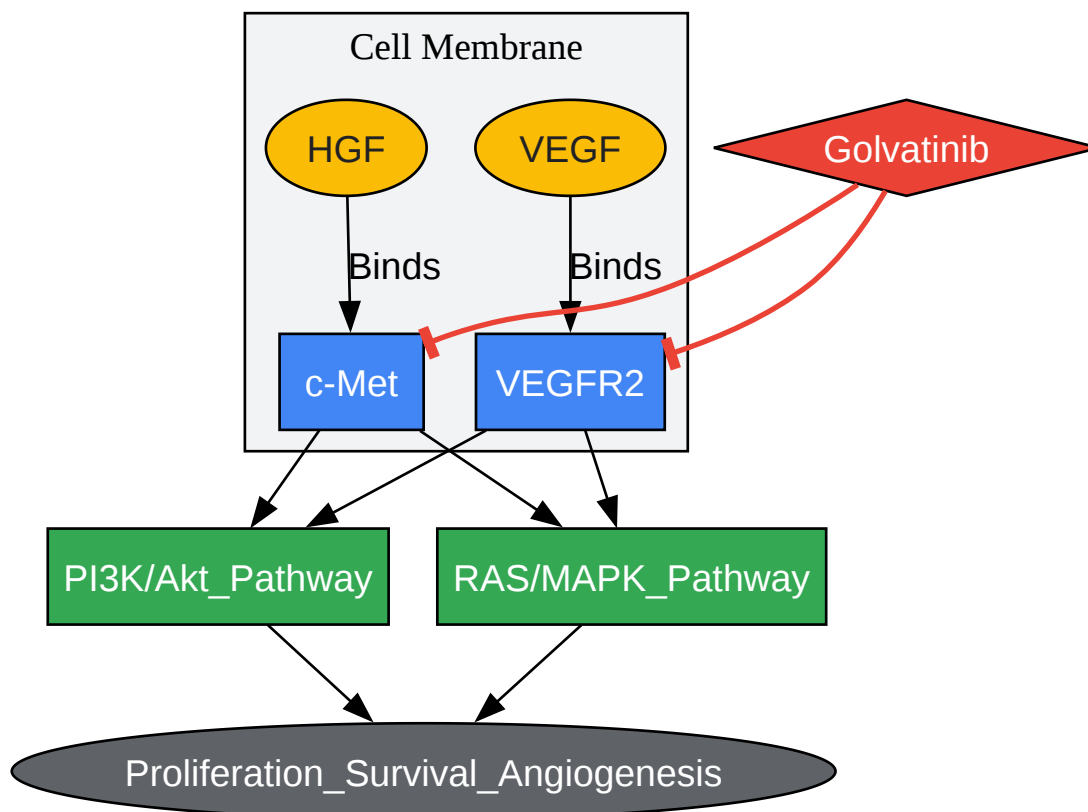 Cell Membrane
HGF
VEGF
Golvatinib
Binds
Binds
c-Met
VEGFR2
PI3K/Akt_Pathway
RAS/MAPK_Pathway
Proliferation_Survival_Angiogenesis